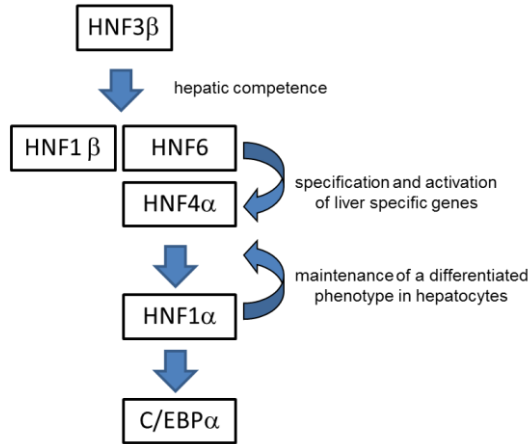 HNF3β
hepatic competence
HNF1 β
HNF6
specification and activation
of liver specific genes
HNF4α
maintenance of a differentiated
phenotype in hepatocytes
HNF1α
C/EBPα